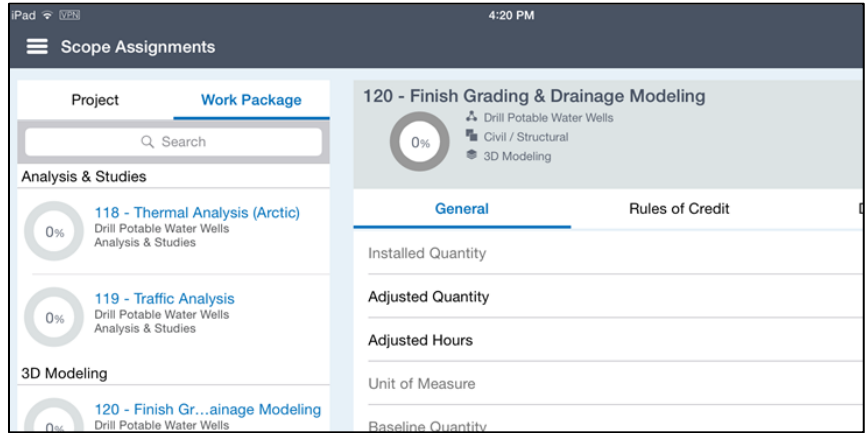 iPad VPN 4:20 PM
Scope Assignments
Project Work Package
Search
Analysis & Studies
0%
118 - Thermal Analysis (Arctic)
Drill Potable Water Wells
Analysis & Studies
0%
119 - Traffic Analysis
Drill Potable Water Wells
Analysis & Studies
3D Modeling
0%
120 - Finish Gr...ainage Modeling
Drill Potable Water Wells
120 - Finish Grading & Drainage Modeling
0%
Drill Potable Water Wells
Civil / Structural
3D Modeling
General Rules of Credit
Installed Quantity
Adjusted Quantity
Adjusted Hours
Unit of Measure
Baseline Quantity